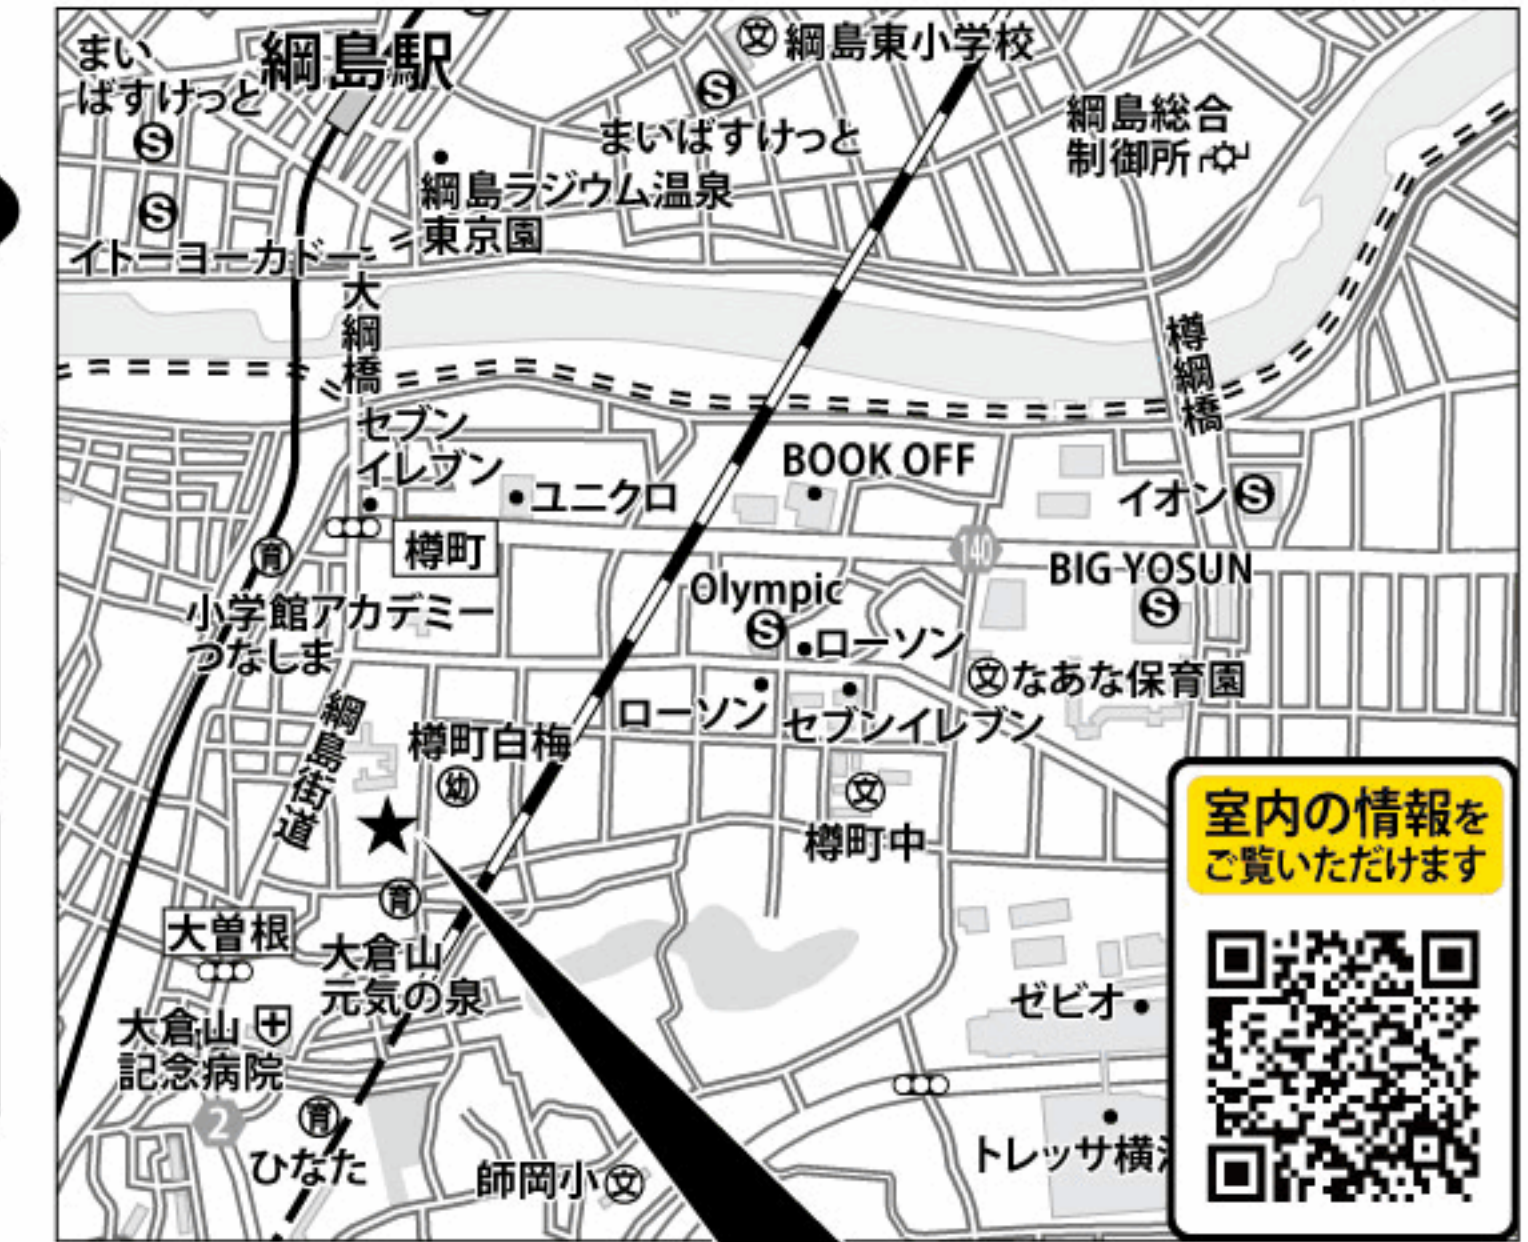 綱島駅
まい
ばすけっと
S
S
イトーヨーカドー
文 綱島東小学校
S
まいばすけっと
綱島総合
制御所
綱島ラジウム温泉
東京園
大綱橋
樽綱橋
セブン
イレブン
ユニクロ
BOOK OFF
イオン S
樽町
140
育
小学館アカデミー
つなしま
Olympic
S
ローソン
BIG YOSUN
S
文 なあな保育園
ローソン
セブンイレブン
綱島街道
樽町白梅
幼
文
樽町中
育
大曽根
大倉山
元気の泉
大倉山
記念病院
2
育
ひなた
師岡小 文
ゼビオ
トレッサ横
室内の情報を
ご覧いただけます